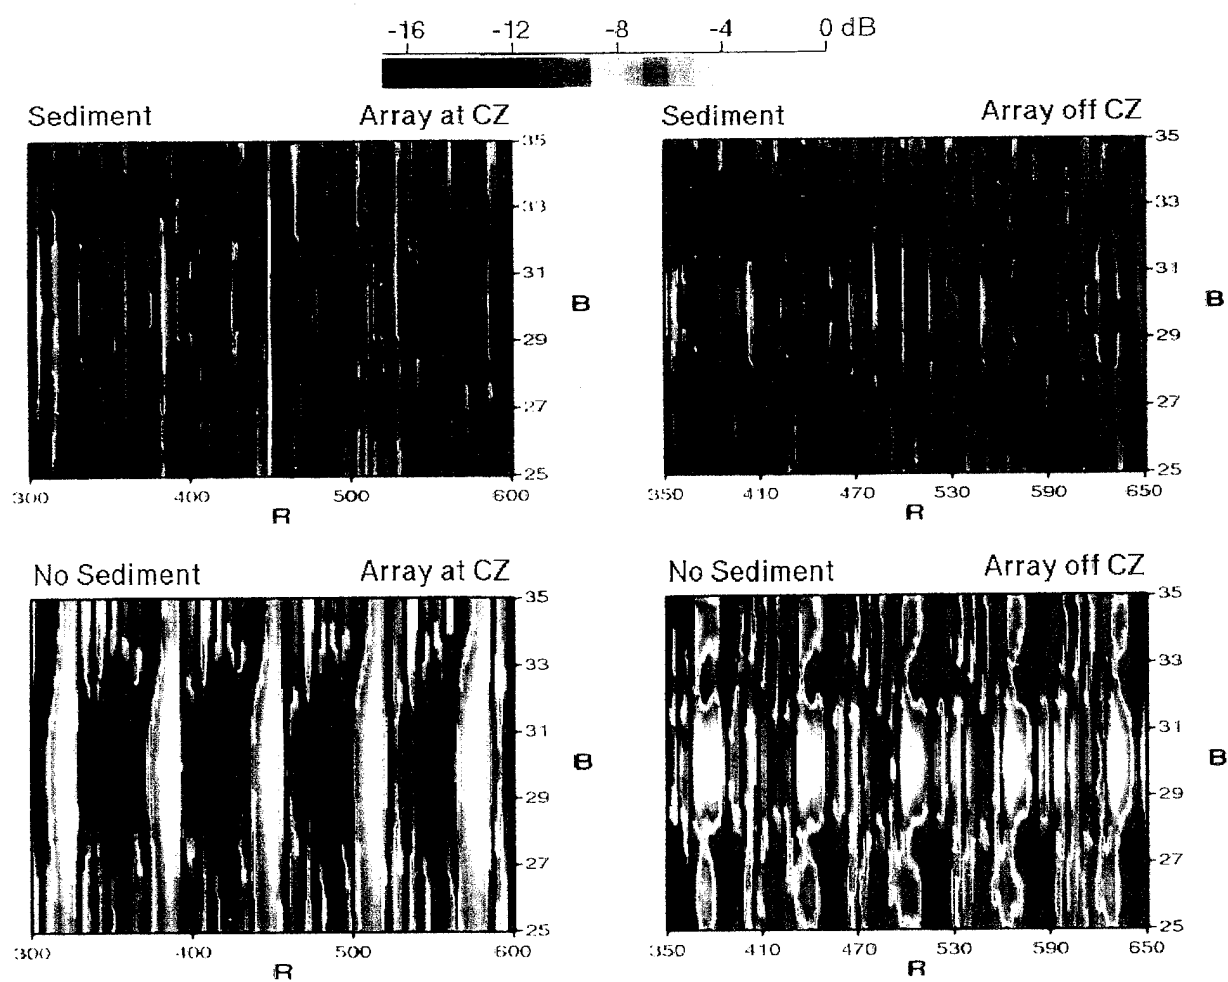 -16 -12 -8 -4 0 dB
Sediment Array at CZ
35
33
31
B
29
27
25
300 400 500 600
R
Sediment Array off CZ
35
33
31
B
29
27
25
350 410 470 530 590 650
R
No Sediment Array at CZ
35
33
31
B
29
27
25
300 400 500 600
R
No Sediment Array off CZ
35
33
31
B
29
27
25
350 410 470 530 590 650
R